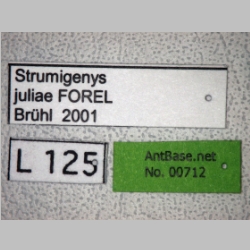 Strumigenys
juliae FOREL
Brühl 2001
L 125
AntBase.net
No. 00712